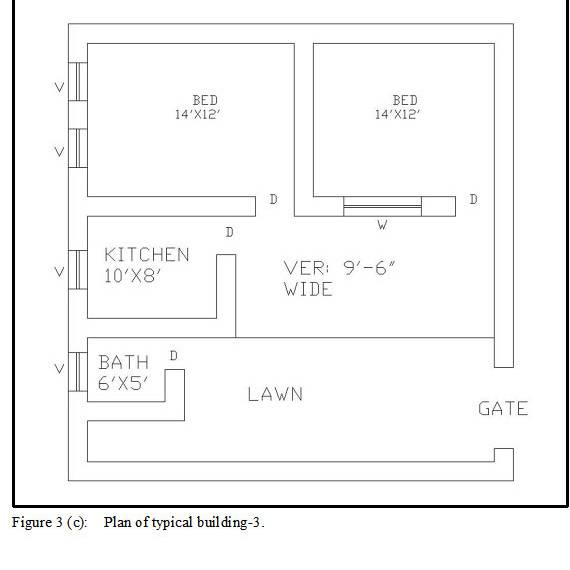 V
BED
14'X12'
BED
14'X12'
V
D
D
W
D
KITCHEN
10'X8'
VER: 9'-6"
WIDE
V
BATH
6'X5'
D
V
LAWN
GATE
Figure 3 (c): Plan of typical building-3.